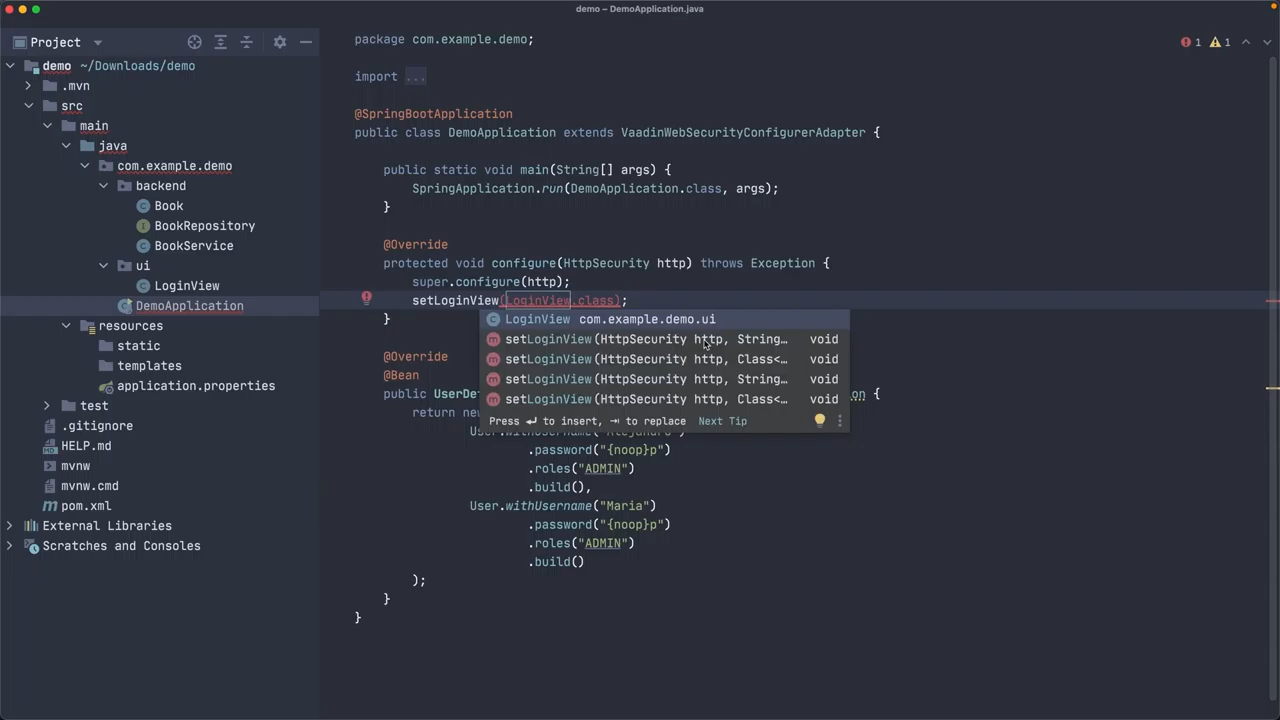 demo – DemoApplication.java
Project
demo ~/Downloads/demo
.mvn
src
main
java
com.example.demo
backend
Book
BookRepository
BookService
ui
LoginView
DemoApplication
resources
static
templates
application.properties
test
.gitignore
HELP.md
mvnw
mvnw.cmd
pom.xml
External Libraries
Scratches and Consoles
1 1
package com.example.demo;
import ...
@SpringBootApplication
public class DemoApplication extends VaadinWebSecurityConfigurerAdapter {
public static void main(String[] args) {
SpringApplication.run(DemoApplication.class, args);
}
@Override
protected void configure(HttpSecurity http) throws Exception {
super.configure(http);
setLoginView(LoginView.class);
}
LoginView com.example.demo.ui
setLoginView(HttpSecurity http, String… void
setLoginView(HttpSecurity http, Class<… void
setLoginView(HttpSecurity http, String… void
setLoginView(HttpSecurity http, Class<… void
Press ↵ to insert, ⇥ to replace Next Tip
@Override
@Bean
public UserDe on {
return new
User.withUsername("Alejandro")
.password("{noop}p")
.roles("ADMIN")
.build(),
User.withUsername("Maria")
.password("{noop}p")
.roles("ADMIN")
.build()
);
}
}